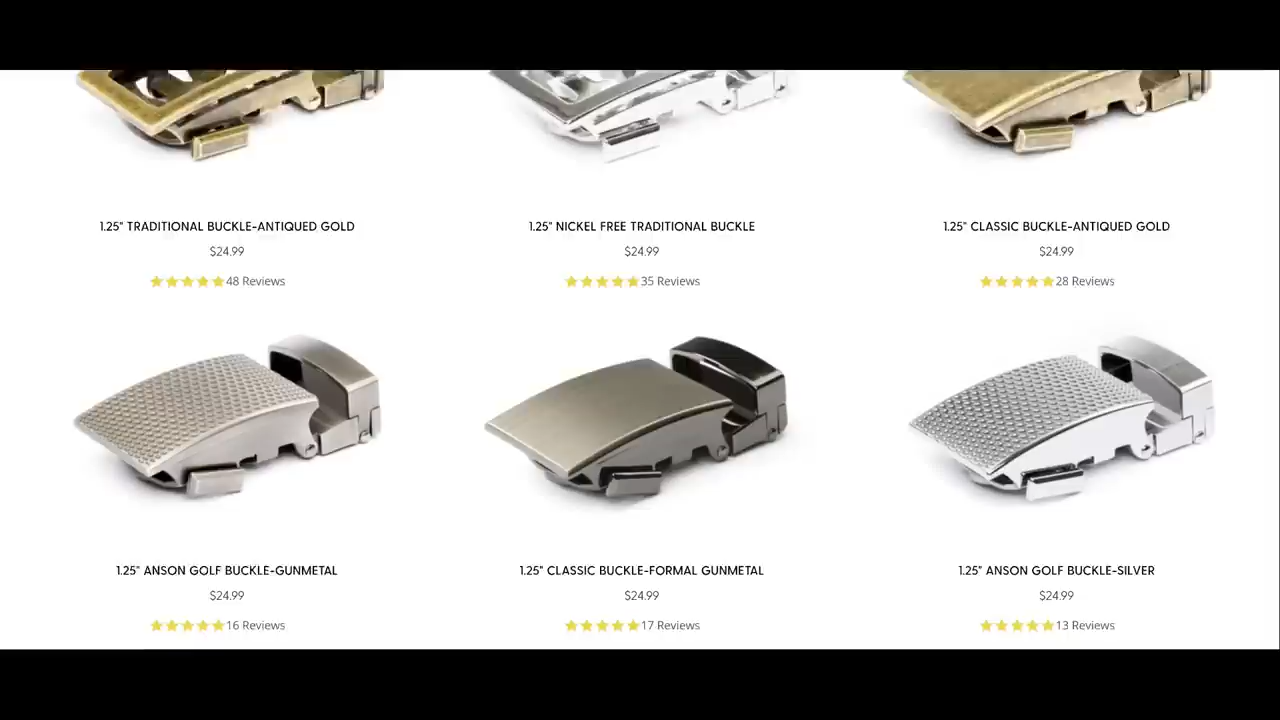 1.25" TRADITIONAL BUCKLE-ANTIQUED GOLD
$24.99
48 Reviews
1.25" NICKEL FREE TRADITIONAL BUCKLE
$24.99
35 Reviews
1.25" CLASSIC BUCKLE-ANTIQUED GOLD
$24.99
28 Reviews
1.25" ANSON GOLF BUCKLE-GUNMETAL
$24.99
16 Reviews
1.25" CLASSIC BUCKLE-FORMAL GUNMETAL
$24.99
17 Reviews
1.25" ANSON GOLF BUCKLE-SILVER
$24.99
13 Reviews